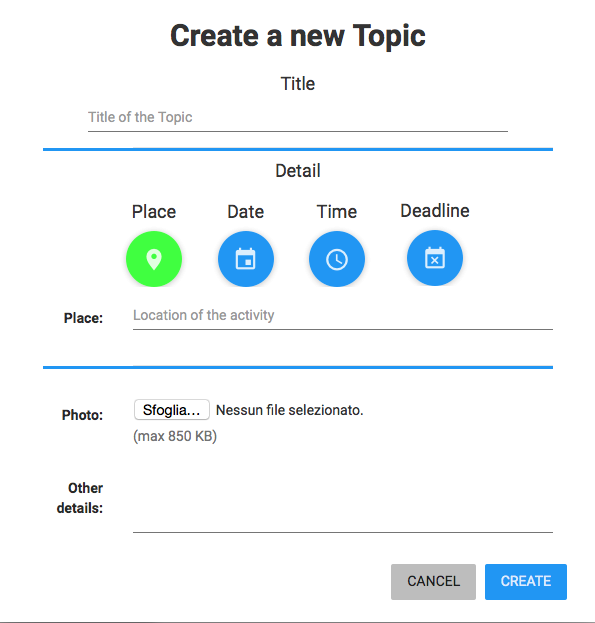 Create a new Topic
Title
Title of the Topic
Detail
Place Date Time Deadline
Place: Location of the activity
Photo: Sfoglia... Nessun file selezionato.
(max 850 KB)
Other
details:
CANCEL CREATE